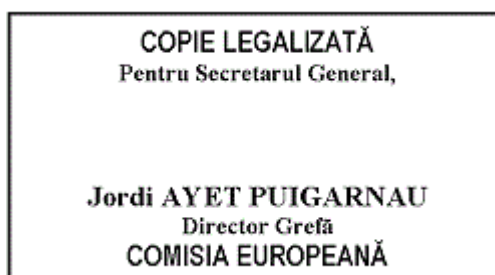 COPIE LEGALIZATĂ
Pentru Secretarul General,
Jordi AYET PUIGARNAU
Director Grefă
COMISIA EUROPEANĂ